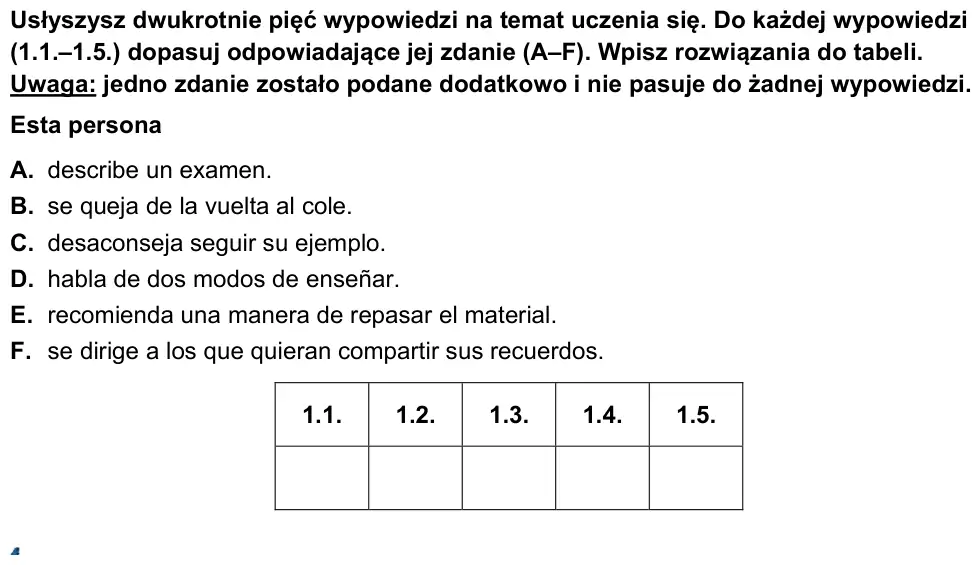 Usłyszysz dwukrotnie pięć wypowiedzi na temat uczenia się. Do każdej wypowiedzi
(1.1.–1.5.) dopasuj odpowiadające jej zdanie (A–F). Wpisz rozwiązania do tabeli.
Uwaga: jedno zdanie zostało podane dodatkowo i nie pasuje do żadnej wypowiedzi.
Esta persona
A. describe un examen.
B. se queja de la vuelta al cole.
C. desaconseja seguir su ejemplo.
D. habla de dos modos de enseñar.
E. recomienda una manera de repasar el material.
F. se dirige a los que quieran compartir sus recuerdos.
1.1. 1.2. 1.3. 1.4. 1.5.